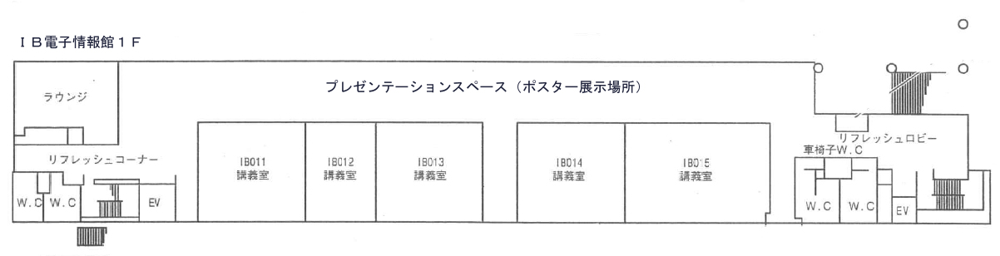 ＩＢ電子情報館１Ｆ
プレゼンテーションスペース（ポスター展示場所）
ラウンジ
リフレッシュコーナー
IB011
講義室
IB012
講義室
IB013
講義室
IB014
講義室
IB015
講義室
リフレッシュロビー
車椅子W.C
W.C
W.C
EV
W.C
W.C
EV